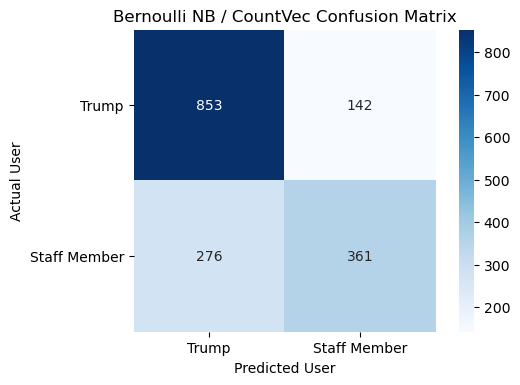 Bernoulli NB / CountVec Confusion Matrix
Actual User
Trump
853
142
Staff Member
276
361
Trump
Staff Member
Predicted User
800
700
600
500
400
300
200